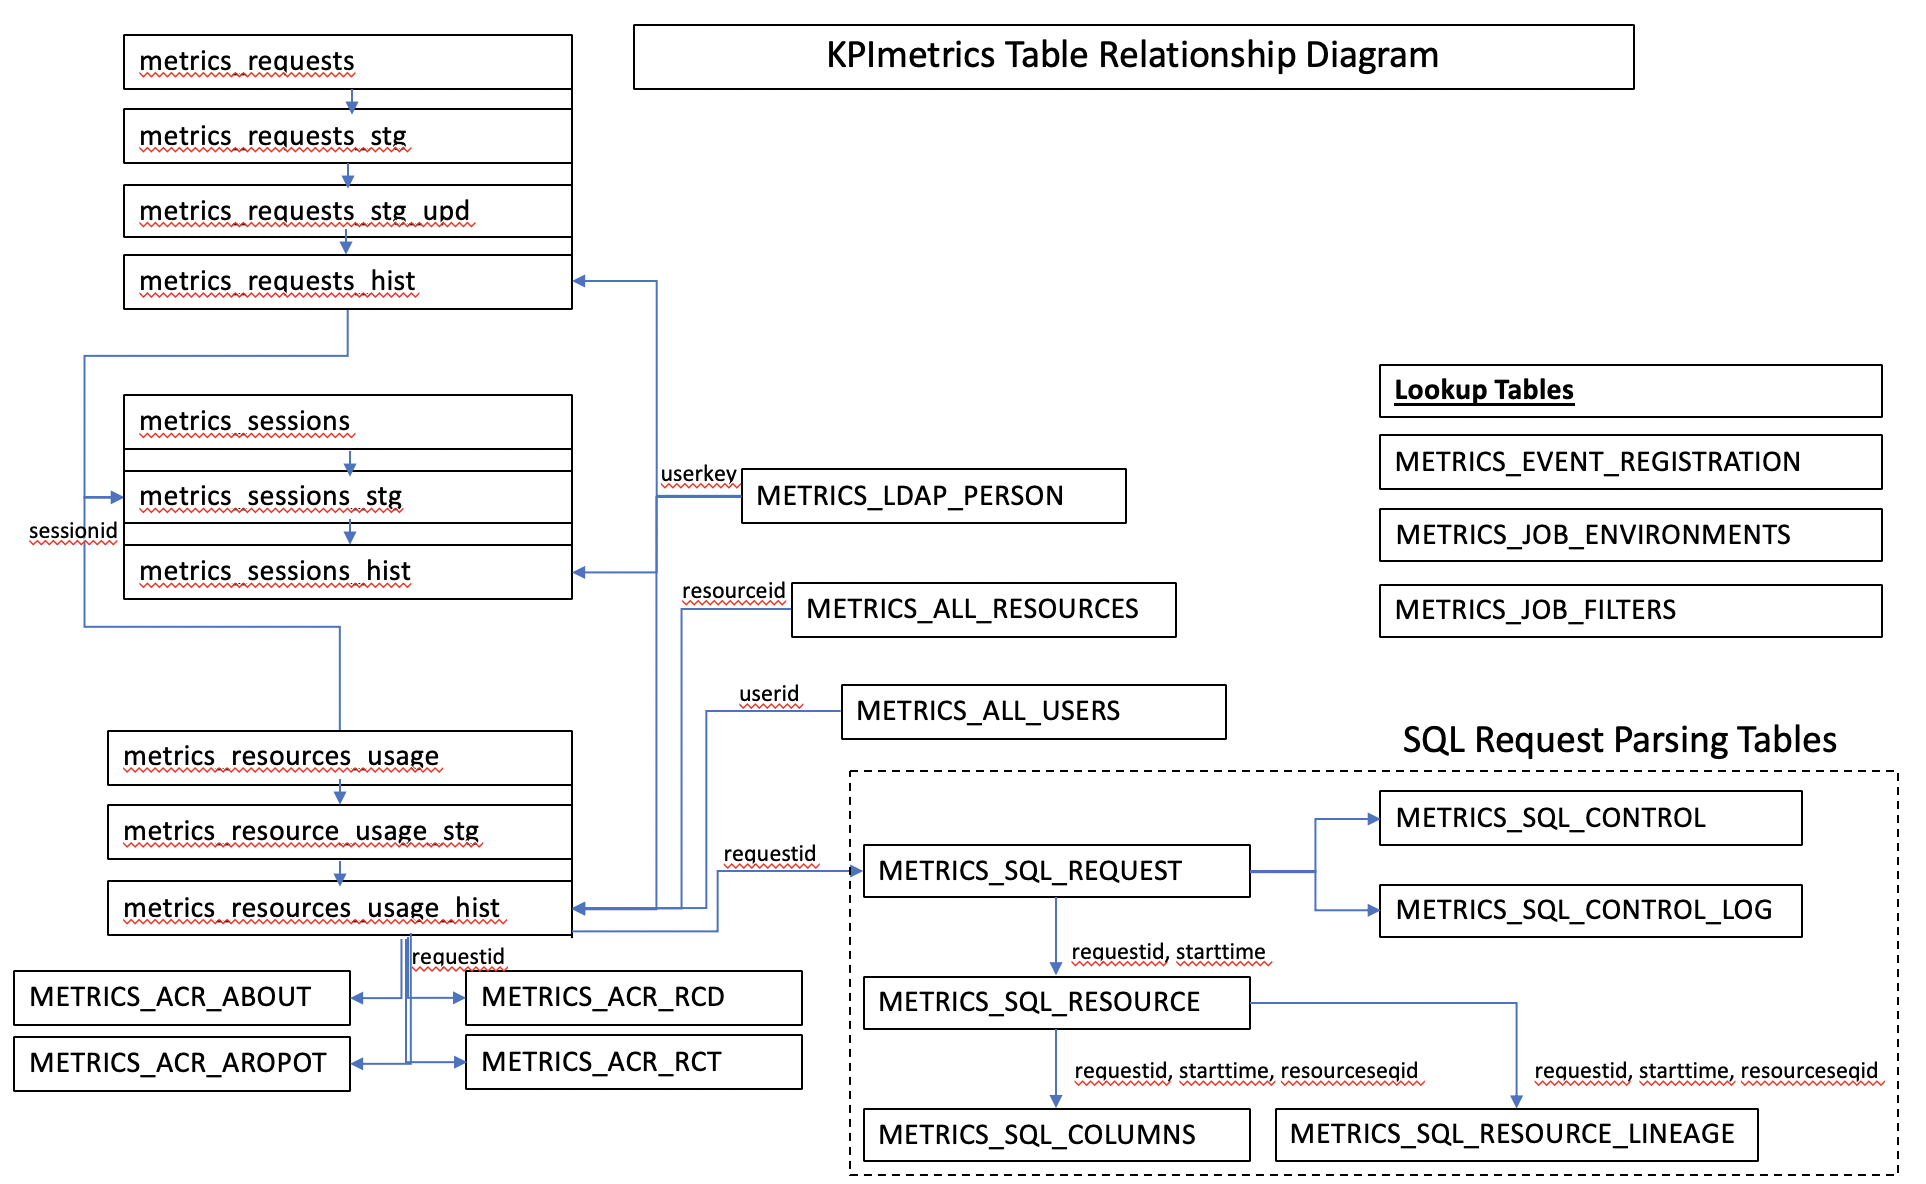 KPImetrics Table Relationship Diagram
metrics_requests
metrics_requests_stg
metrics_requests_stg_upd
metrics_requests_hist
metrics_sessions
metrics_sessions_stg
sessionid
metrics_sessions_hist
userkey
METRICS_LDAP_PERSON
resourceid
METRICS_ALL_RESOURCES
userid
METRICS_ALL_USERS
Lookup Tables
METRICS_EVENT_REGISTRATION
METRICS_JOB_ENVIRONMENTS
METRICS_JOB_FILTERS
metrics_resources_usage
metrics_resource_usage_stg
metrics_resources_usage_hist
requestid
METRICS_ACR_ABOUT
METRICS_ACR_RCD
METRICS_ACR_AROPOT
METRICS_ACR_RCT
SQL Request Parsing Tables
requestid
METRICS_SQL_REQUEST
METRICS_SQL_CONTROL
METRICS_SQL_CONTROL_LOG
requestid, starttime
METRICS_SQL_RESOURCE
requestid, starttime, resourceseqid
requestid, starttime, resourceseqid
METRICS_SQL_COLUMNS
METRICS_SQL_RESOURCE_LINEAGE